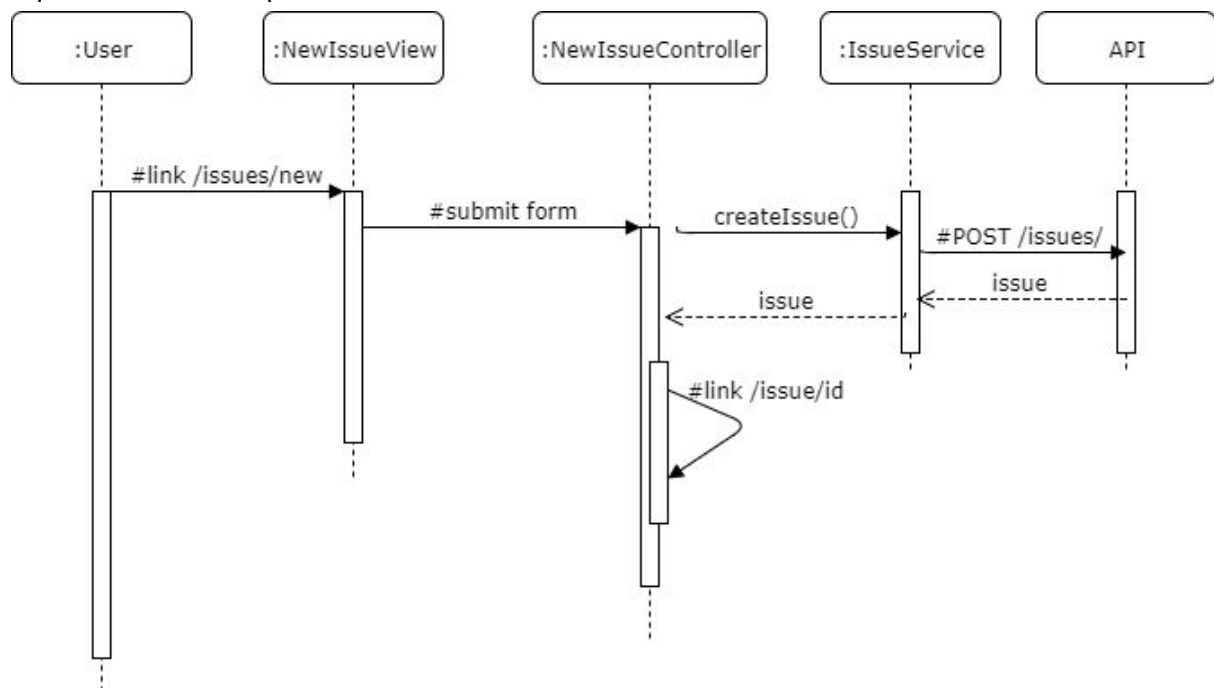 :User
:NewIssueView
:NewIssueController
:IssueService
API
#link /issues/new
#submit form
createIssue()
#POST /issues/
issue
issue
#link /issue/id